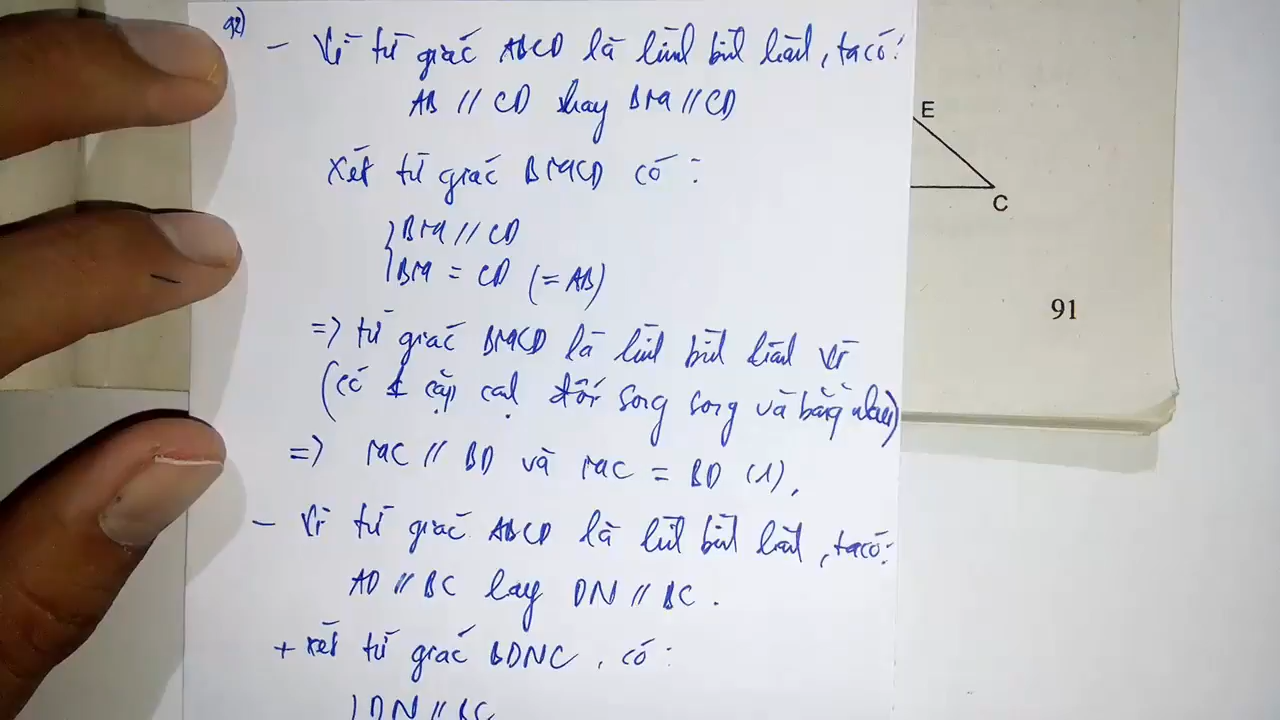 92)
- Vì tứ giác ABCD là hình bình hành, ta có:
AB // CD hay BM // CD
Xét tứ giác BMCD có:
BM // CD
BM = CD (= AB)
=> tứ giác BMCD là hình bình hành vì
(có 1 cặp cạnh đối song song và bằng nhau)
=> MC // BD và MC = BD (1).
- Vì tứ giác ABCD là hình bình hành, ta có:
AD // BC hay DN // BC.
+ Xét tứ giác BDNC, có:
DN // BC
E
C
91